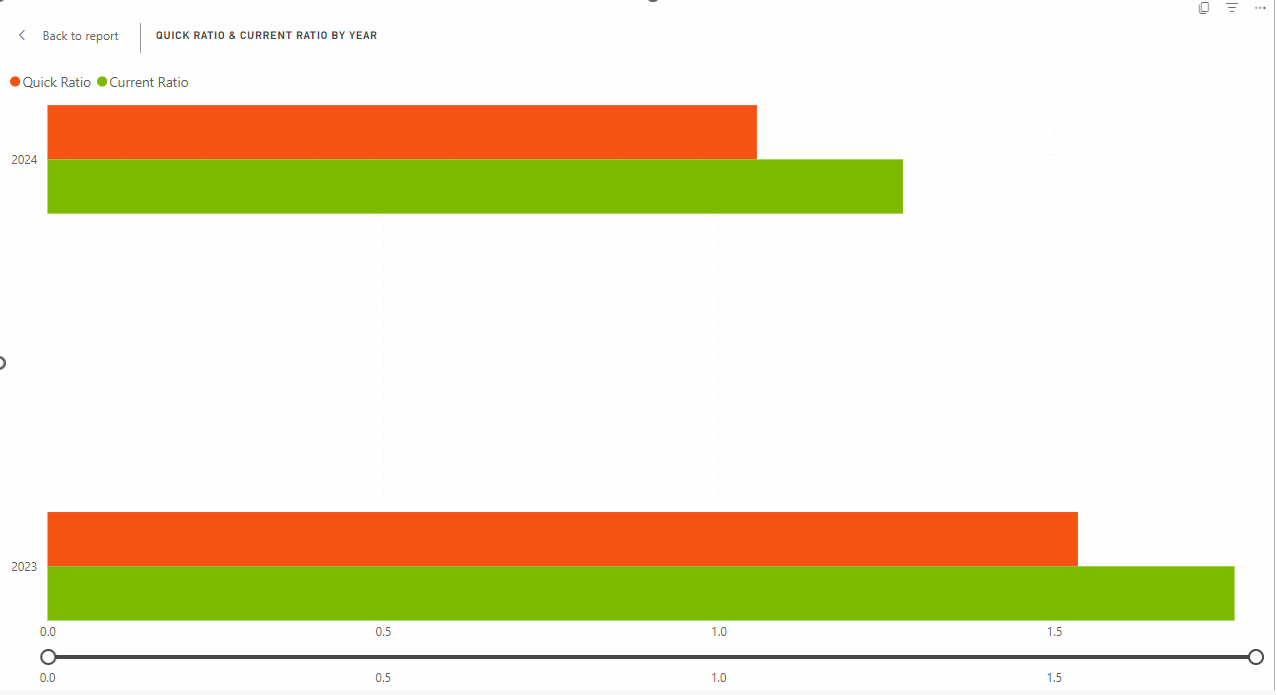 Back to report
QUICK RATIO & CURRENT RATIO BY YEAR
Quick Ratio Current Ratio
2024
2023
0.0 0.5 1.0 1.5
0.0 0.5 1.0 1.5